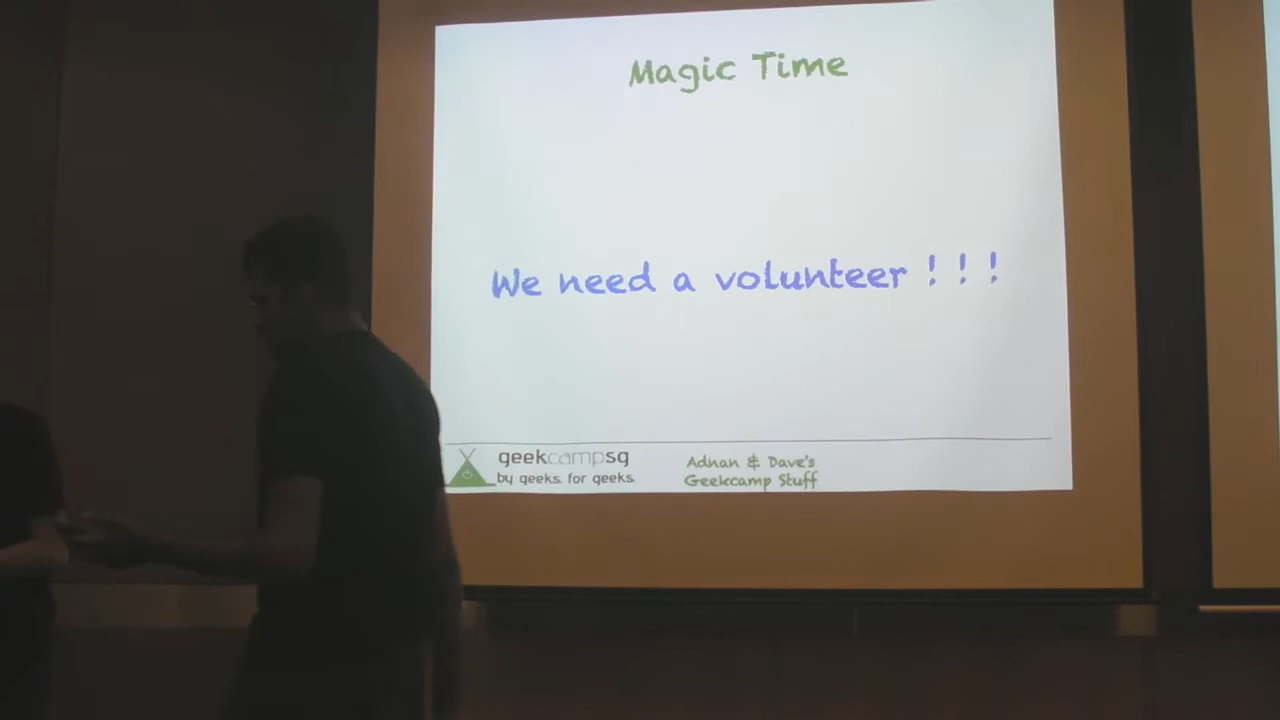 Magic Time
We need a volunteer ! ! !
geekcampsg
by geeks. for geeks.
Adnan & Dave's
Geekcamp Stuff